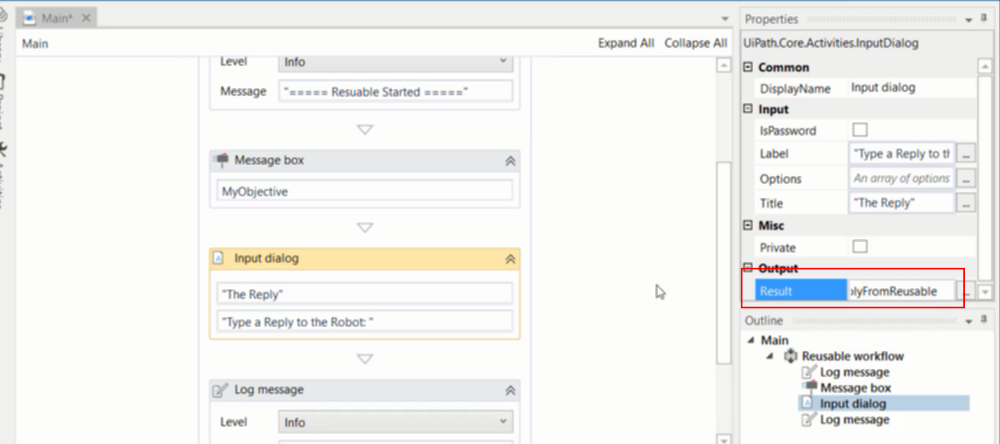 Main*
Main
Expand All Collapse All
Level Info
Message "===== Resuable Started ====="
Message box
MyObjective
Input dialog
"The Reply"
"Type a Reply to the Robot: "
Log message
Level Info
Properties
UiPath.Core.Activities.InputDialog
Common
DisplayName Input dialog
Input
IsPassword
Label "Type a Reply to th ...
Options An array of options ...
Title "The Reply" ...
Misc
Private
Output
Result lyFromReusable ...
Outline
Main
Reusable workflow
Log message
Message box
Input dialog
Log message